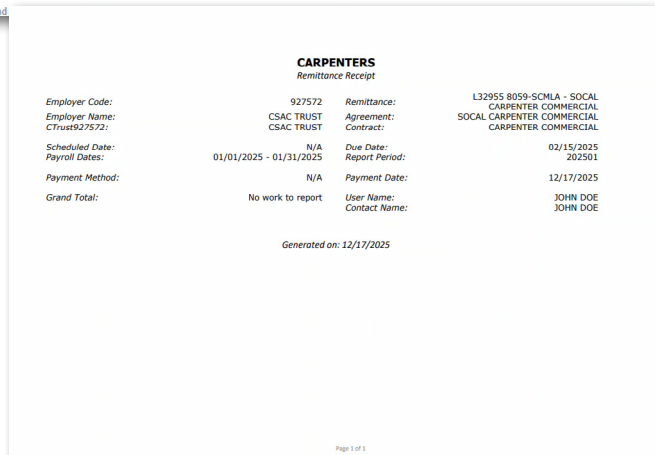 nd
CARPENTERS
Remittance Receipt
Employer Code: 927572 Remittance: L32955 8059-SCMLA - SOCAL
CARPENTER COMMERCIAL
Employer Name: CSAC TRUST Agreement: SOCAL CARPENTER COMMERCIAL
CTrust927572: CSAC TRUST Contract: CARPENTER COMMERCIAL
Scheduled Date: N/A Due Date: 02/15/2025
Payroll Dates: 01/01/2025 - 01/31/2025 Report Period: 202501
Payment Method: N/A Payment Date: 12/17/2025
Grand Total: No work to report User Name: JOHN DOE
Contact Name: JOHN DOE
Generated on: 12/17/2025
Page 1 of 1